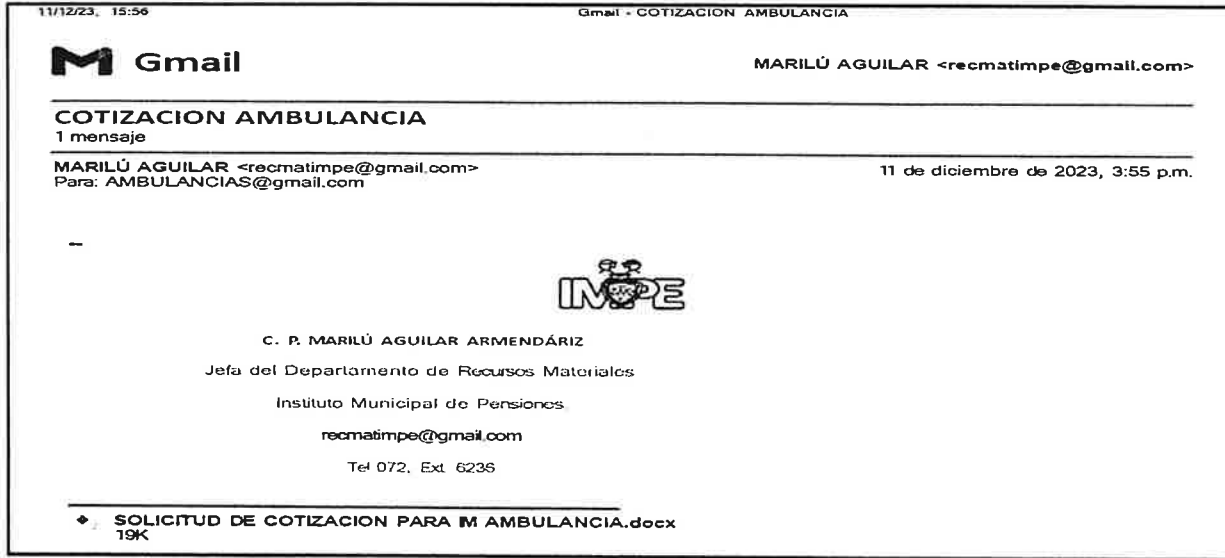 11/12/23, 15:56 Gmail - COTIZACION AMBULANCIA
M Gmail MARILÚ AGUILAR <recmatimpe@gmail.com>
COTIZACION AMBULANCIA
1 mensaje
MARILÚ AGUILAR <recmatimpe@gmail.com> 11 de diciembre de 2023, 3:55 p.m.
Para: AMBULANCIAS@gmail.com
--
IMPE
C. P. MARILÚ AGUILAR ARMENDÁRIZ
Jefa del Departamento de Recursos Materiales
Instituto Municipal de Pensiones
recmatimpe@gmail.com
Tel 072, Ext. 6236
SOLICITUD DE COTIZACION PARA IM AMBULANCIA.docx
19K